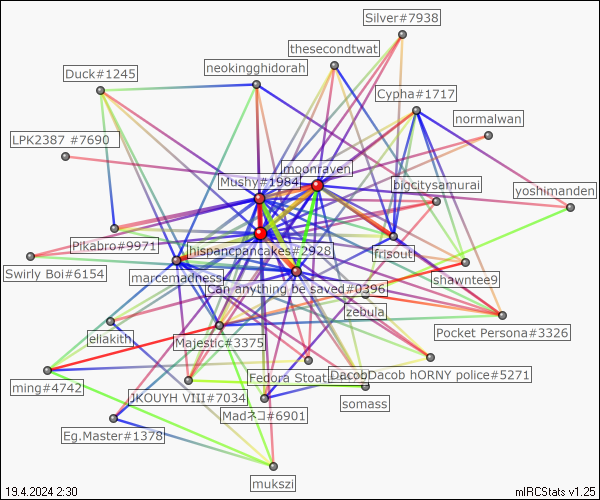 Silver#7938
thesecondtwat
neokingghidorah
Duck#1245
Cypha#1717
normalwan
LPK2387 #7690
moonraven
Mushy#1984
bigcitysamurai
yoshimanden
Pikabro#9971
hispancpancakes#2928
frisout
Swirly Boi#6154
marcemadness
shawntee9
Can anything be saved#0396
zebula
Pocket Persona#3326
eliakith
Majestic#3375
ming#4742
Fedora Stoat
DacobDacob hORNY police#5271
JKOUYH VIII#7034
somass
Madネコ#6901
Eg.Master#1378
mukszi
19.4.2024 2:30
mIRCStats v1.25